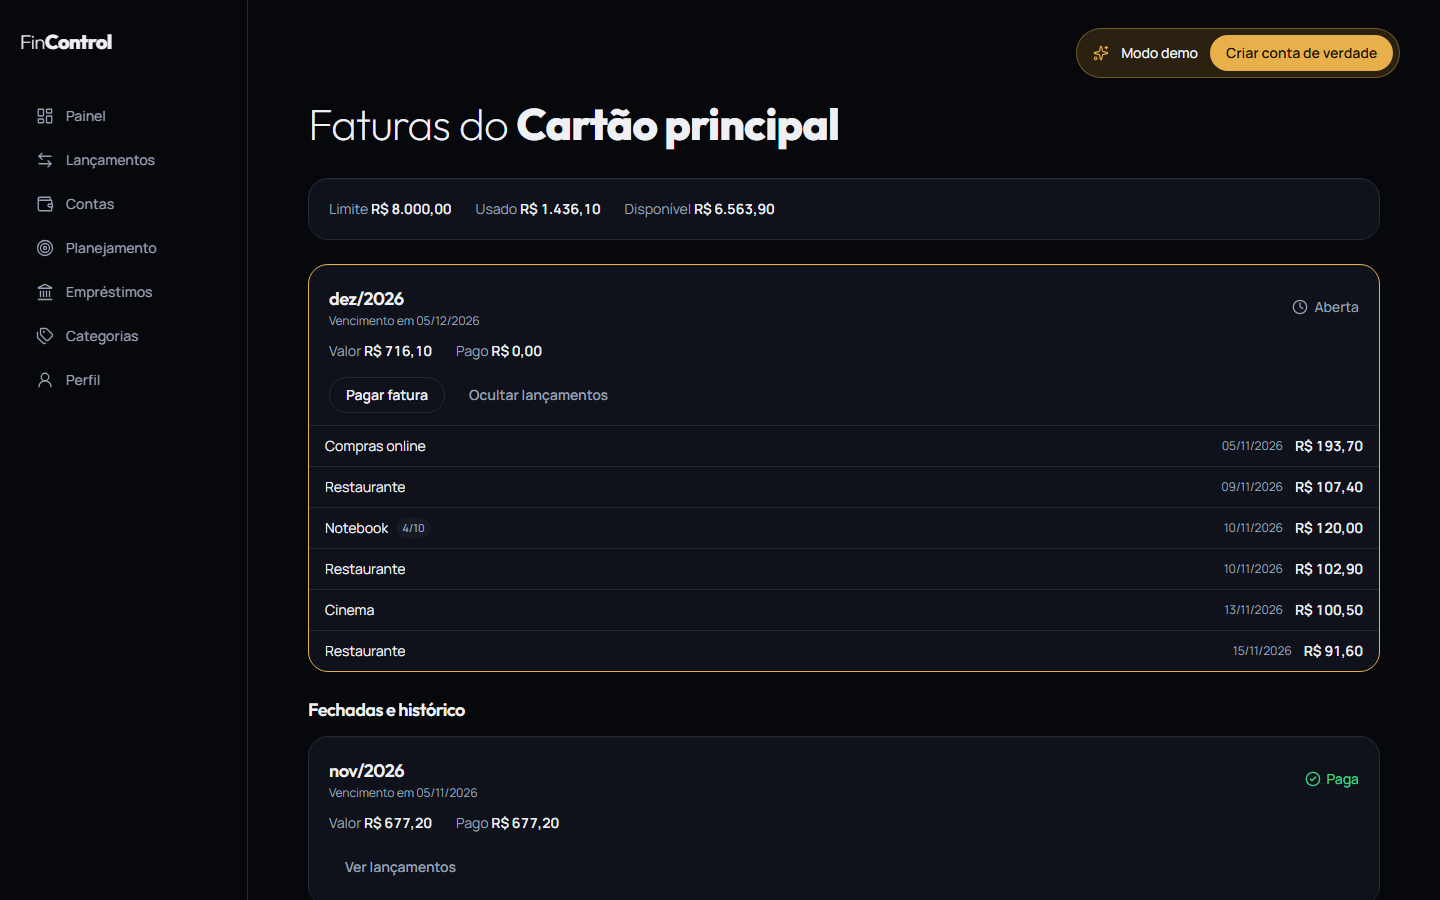 FinControl
Modo demo
Criar conta de verdade
Painel
Lançamentos
Contas
Planejamento
Empréstimos
Categorias
Perfil
Faturas do Cartão principal
Limite R$ 8.000,00 Usado R$ 1.436,10 Disponível R$ 6.563,90
dez/2026
Vencimento em 05/12/2026
Aberta
Valor R$ 716,10 Pago R$ 0,00
Pagar fatura Ocultar lançamentos
Compras online 05/11/2026 R$ 193,70
Restaurante 09/11/2026 R$ 107,40
Notebook 4/10 10/11/2026 R$ 120,00
Restaurante 10/11/2026 R$ 102,90
Cinema 13/11/2026 R$ 100,50
Restaurante 15/11/2026 R$ 91,60
Fechadas e histórico
nov/2026
Vencimento em 05/11/2026
Paga
Valor R$ 677,20 Pago R$ 677,20
Ver lançamentos